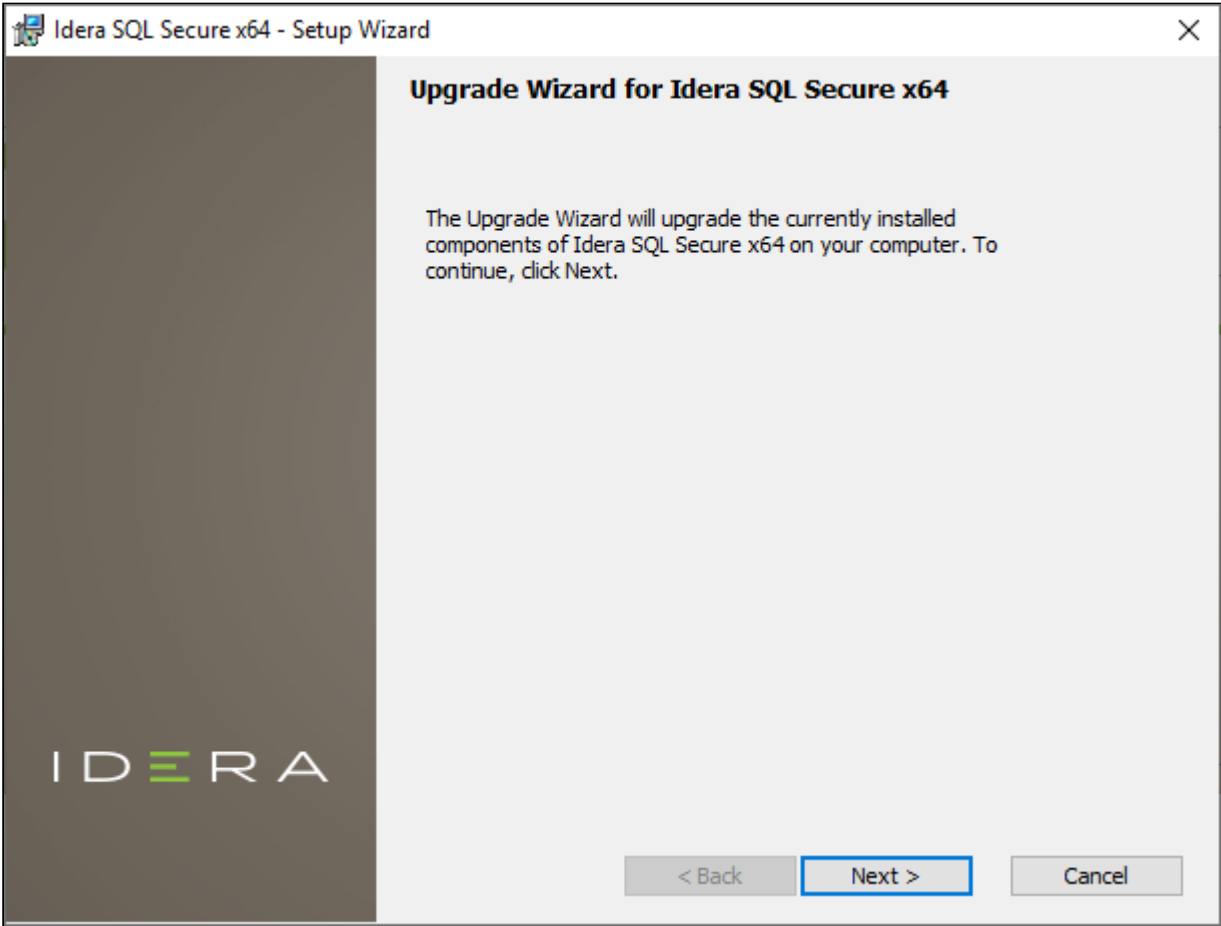 Idera SQL Secure x64 - Setup Wizard
Upgrade Wizard for Idera SQL Secure x64
The Upgrade Wizard will upgrade the currently installed
components of Idera SQL Secure x64 on your computer. To
continue, click Next.
IDERA
< Back
Next >
Cancel